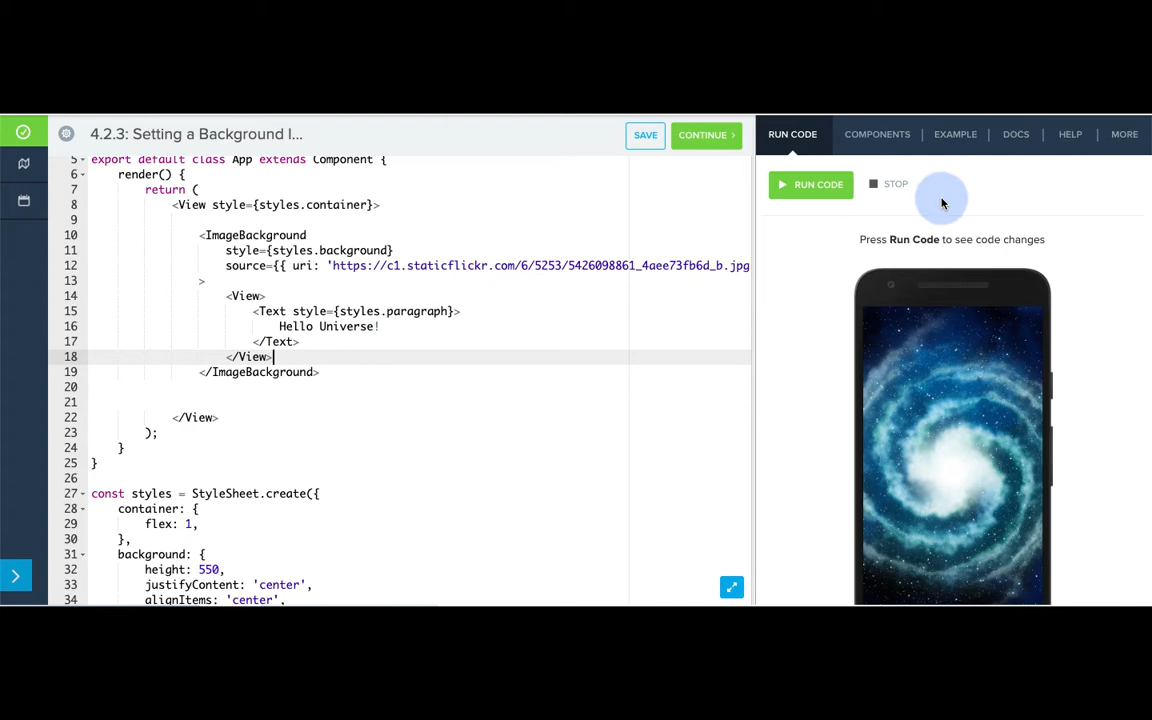 4.2.3: Setting a Background I...
SAVE
CONTINUE
RUN CODE
COMPONENTS
EXAMPLE
DOCS
HELP
MORE
5 export default class App extends Component {
6 render() {
7 return (
8 <View style={styles.container}>
9
10 <ImageBackground
11 style={styles.background}
12 source={{ uri: 'https://c1.staticflickr.com/6/5253/5426098861_4aee73fb6d_b.jpg
13 >
14 <View>
15 <Text style={styles.paragraph}>
16 Hello Universe!
17 </Text>
18 </View>
19 </ImageBackground>
20
21
22 </View>
23 );
24 }
25 }
26
27 const styles = StyleSheet.create({
28 container: {
29 flex: 1,
30 },
31 background: {
32 height: 550,
33 justifyContent: 'center',
34 alignItems: 'center',
RUN CODE
STOP
Press Run Code to see code changes